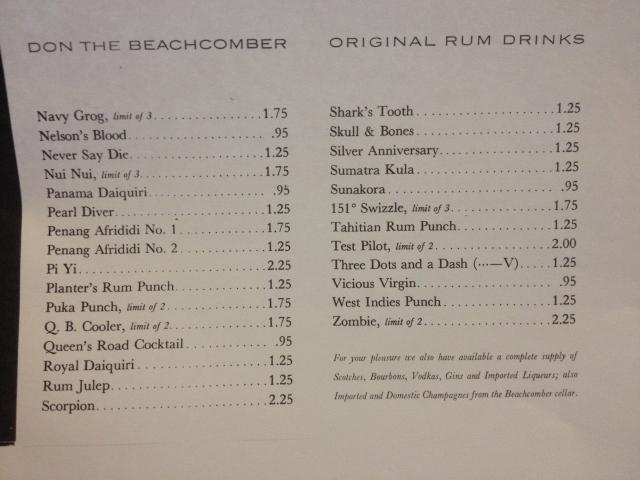 DON THE BEACHCOMBER
Navy Grog, limit of 3. . . . . . . . . . . . . . . . 1.75
Nelson's Blood. . . . . . . . . . . . . . . . . . . . . .95
Never Say Die. . . . . . . . . . . . . . . . . . . . 1.25
Nui Nui, limit of 3. . . . . . . . . . . . . . . . . . 1.75
Panama Daiquiri. . . . . . . . . . . . . . . . . . . .95
Pearl Diver. . . . . . . . . . . . . . . . . . . . . . 1.25
Penang Afrididi No. 1 . . . . . . . . . . . . . 1.75
Penang Afrididi No. 2 . . . . . . . . . . . . . 1.25
Pi Yi. . . . . . . . . . . . . . . . . . . . . . . . . . . 2.25
Planter's Rum Punch. . . . . . . . . . . . . . 1.25
Puka Punch, limit of 2. . . . . . . . . . . . . . . 1.75
Q. B. Cooler, limit of 2. . . . . . . . . . . . . . 1.75
Queen's Road Cocktail. . . . . . . . . . . . . .95
Royal Daiquiri. . . . . . . . . . . . . . . . . . . 1.25
Rum Julep. . . . . . . . . . . . . . . . . . . . . . 1.25
Scorpion. . . . . . . . . . . . . . . . . . . . . . . . 2.25
ORIGINAL RUM DRINKS
Shark's Tooth . . . . . . . . . . . . . . . . . . . 1.25
Skull & Bones. . . . . . . . . . . . . . . . . . . 1.25
Silver Anniversary. . . . . . . . . . . . . . . . 1.25
Sumatra Kula. . . . . . . . . . . . . . . . . . . 1.25
Sunakora. . . . . . . . . . . . . . . . . . . . . . . .95
151° Swizzle, limit of 3. . . . . . . . . . . . . . 1.75
Tahitian Rum Punch. . . . . . . . . . . . . . 1.25
Test Pilot, limit of 2. . . . . . . . . . . . . . . . . 2.00
Three Dots and a Dash (···—V). . . . . 1.25
Vicious Virgin. . . . . . . . . . . . . . . . . . . . .95
West Indies Punch. . . . . . . . . . . . . . . . 1.25
Zombie, limit of 2. . . . . . . . . . . . . . . . . . 2.25
For your pleasure we also have available a complete supply of
Scotches, Bourbons, Vodkas, Gins and Imported Liqueurs; also
Imported and Domestic Champagnes from the Beachcomber cellar.